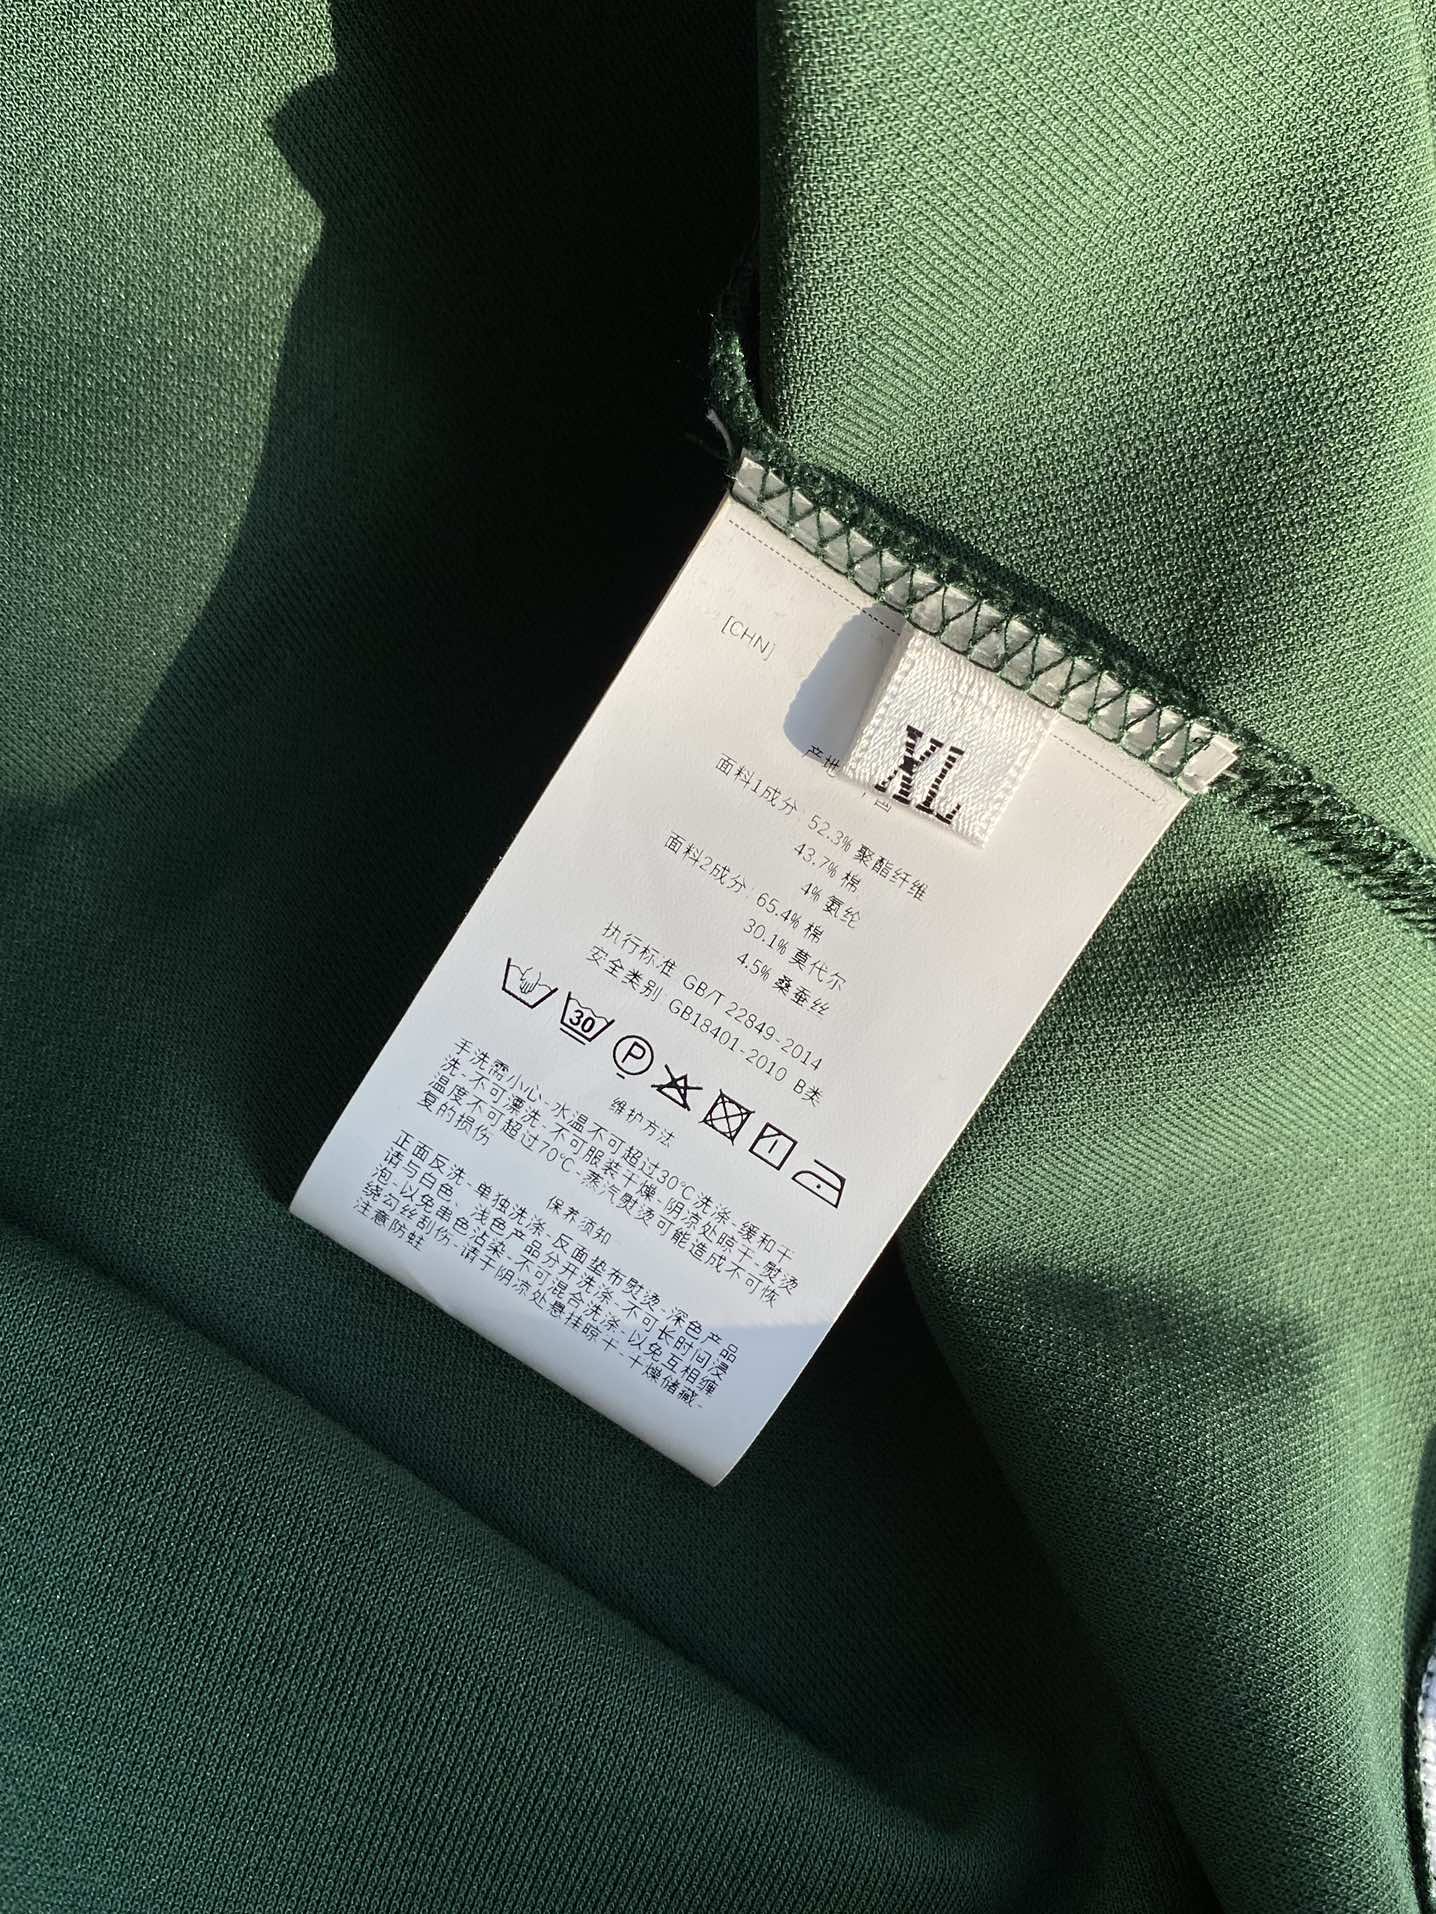 [CHN]
XL
产地
面料1成分: 52.3% 聚酯纤维
43.7% 棉
4% 氨纶
面料2成分: 65.4% 棉
30.1% 莫代尔
4.5% 桑蚕丝
执行标准 GB/T 22849-2014
安全类别 GB18401-2010 B类
30
P
维护方法
手洗需小心-水温不可超过30℃洗涤-缓和干
洗-不可漂洗-不可服装干燥-阴凉处晾干-熨烫
温度不可超过70℃-蒸汽熨烫可能造成不可恢
复的损伤
保养须知
正面反洗-单独洗涤-反面垫布熨烫-深色产品
请与白色、浅色产品分开洗涤-不可长时间浸
泡-以免串色沾染-不可混合洗涤-以免互相缠
绕勾丝刮伤-请于阴凉处悬挂晾干-干燥储藏-
注意防蛀